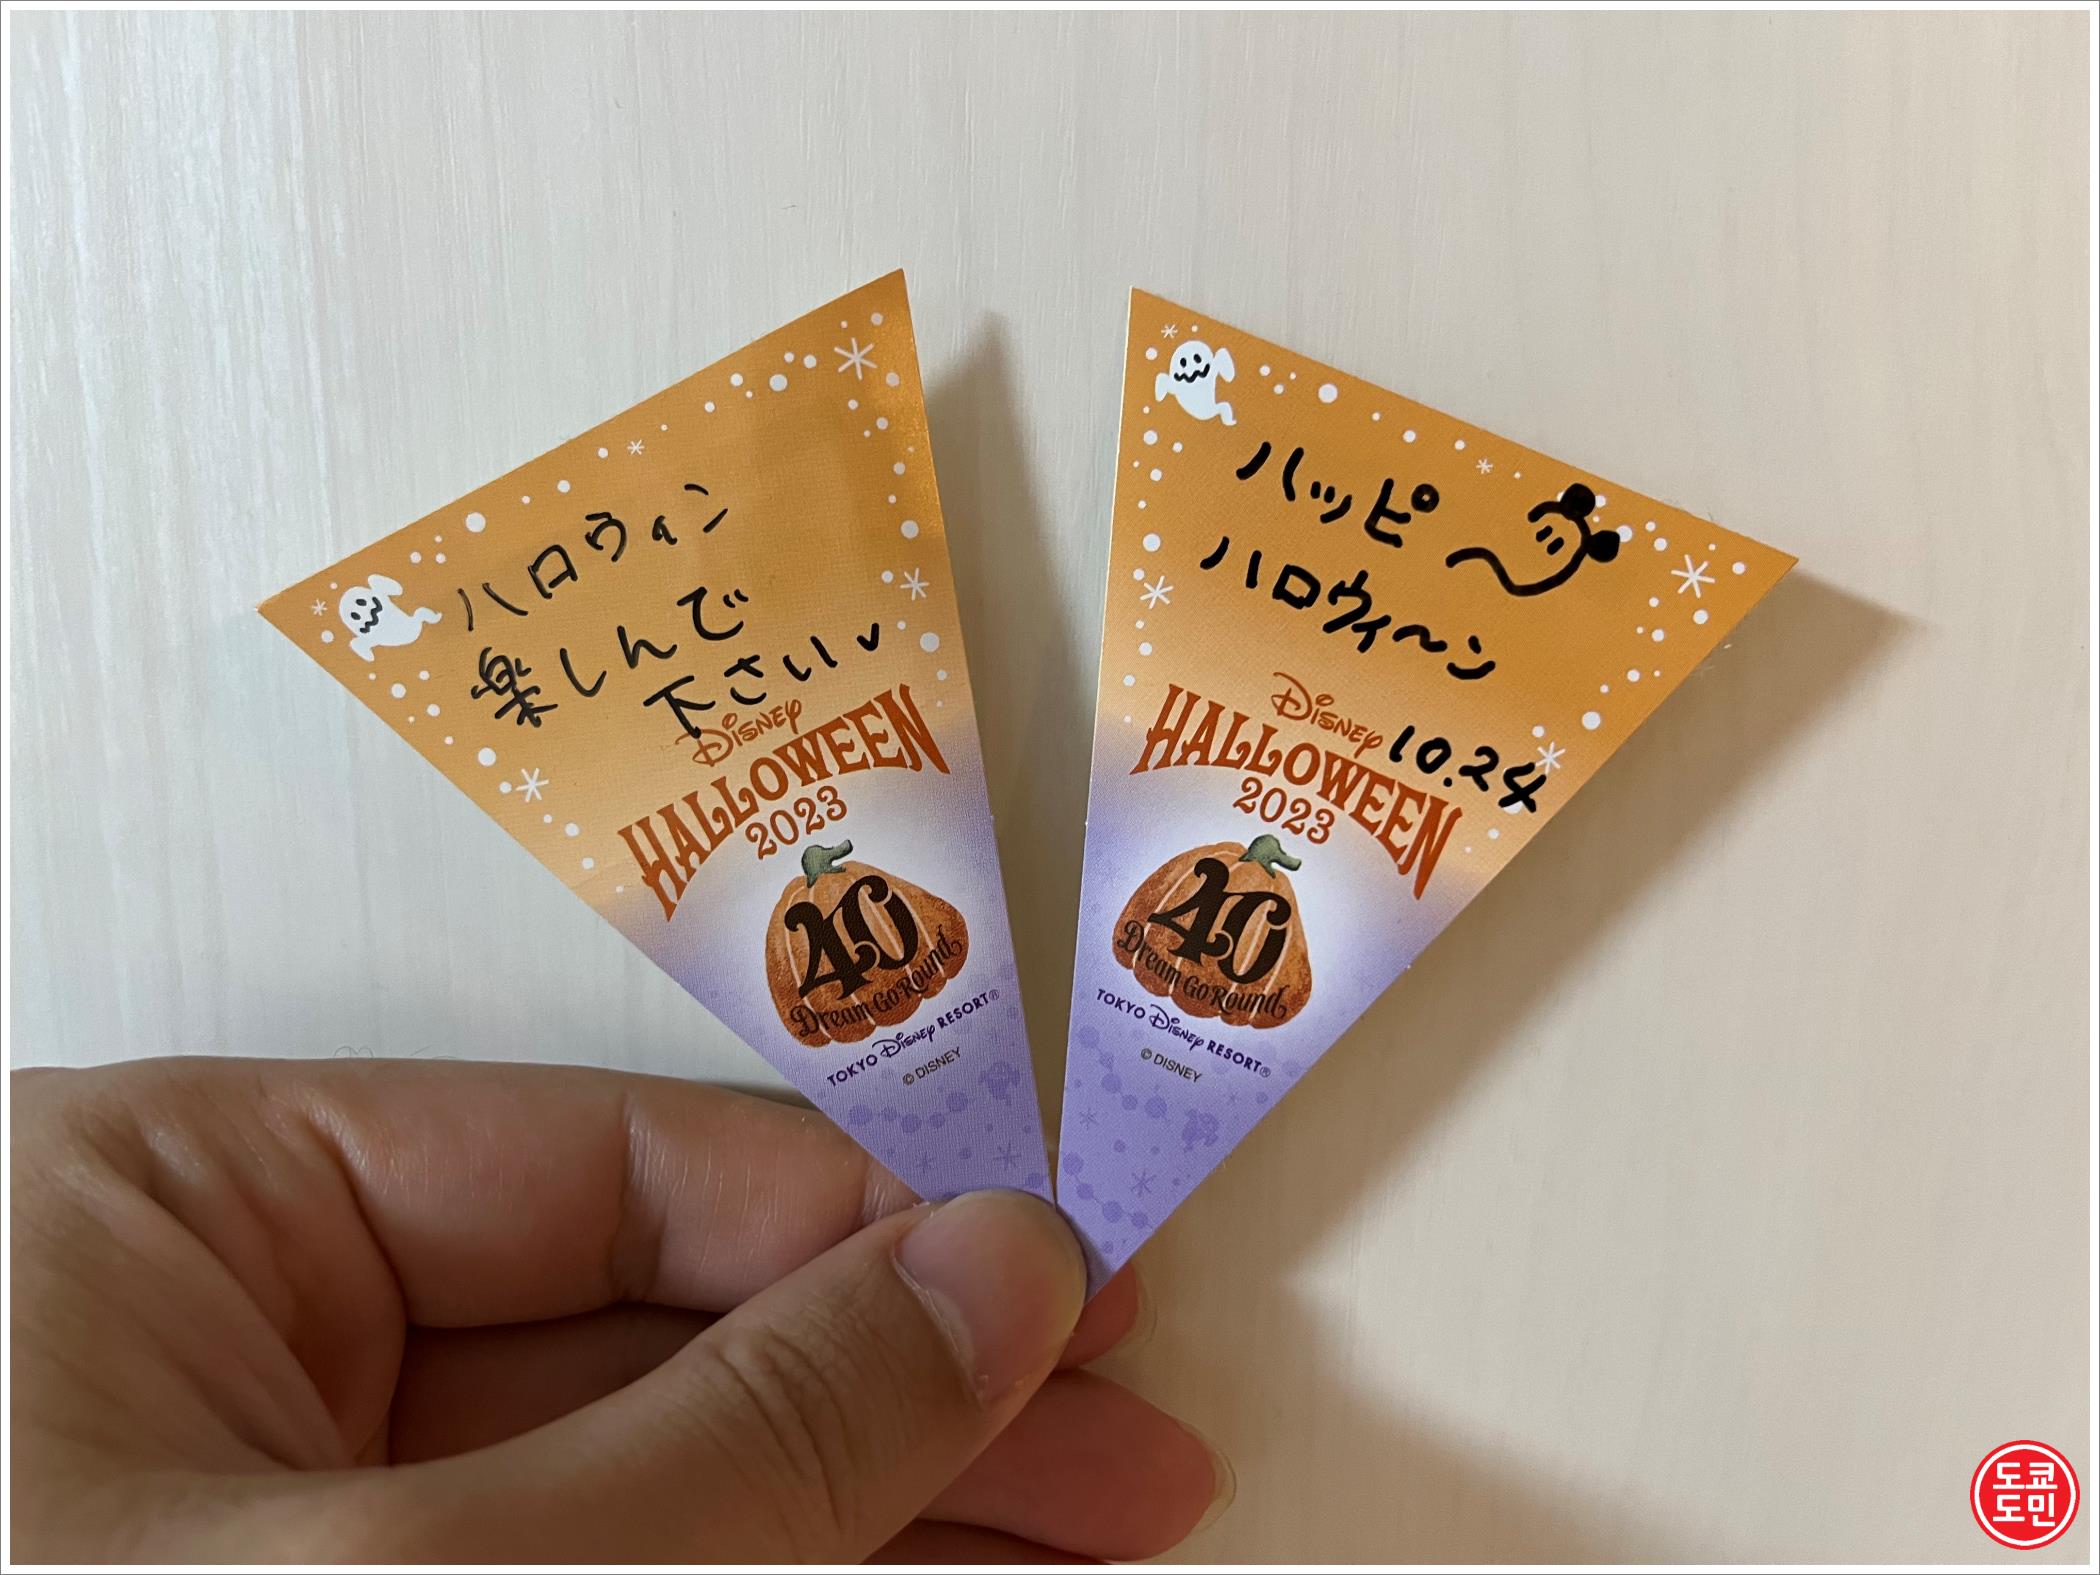 ハロウィン
楽しんで
下さい
Disney
HALLOWEEN
2023
40
Dream Go Round
TOKYO Disney RESORT®
© DISNEY
ハッピ〜
ハロウィ〜ン
10.24
Disney
HALLOWEEN
2023
40
Dream Go Round
TOKYO Disney RESORT®
© DISNEY
도쿄
도민